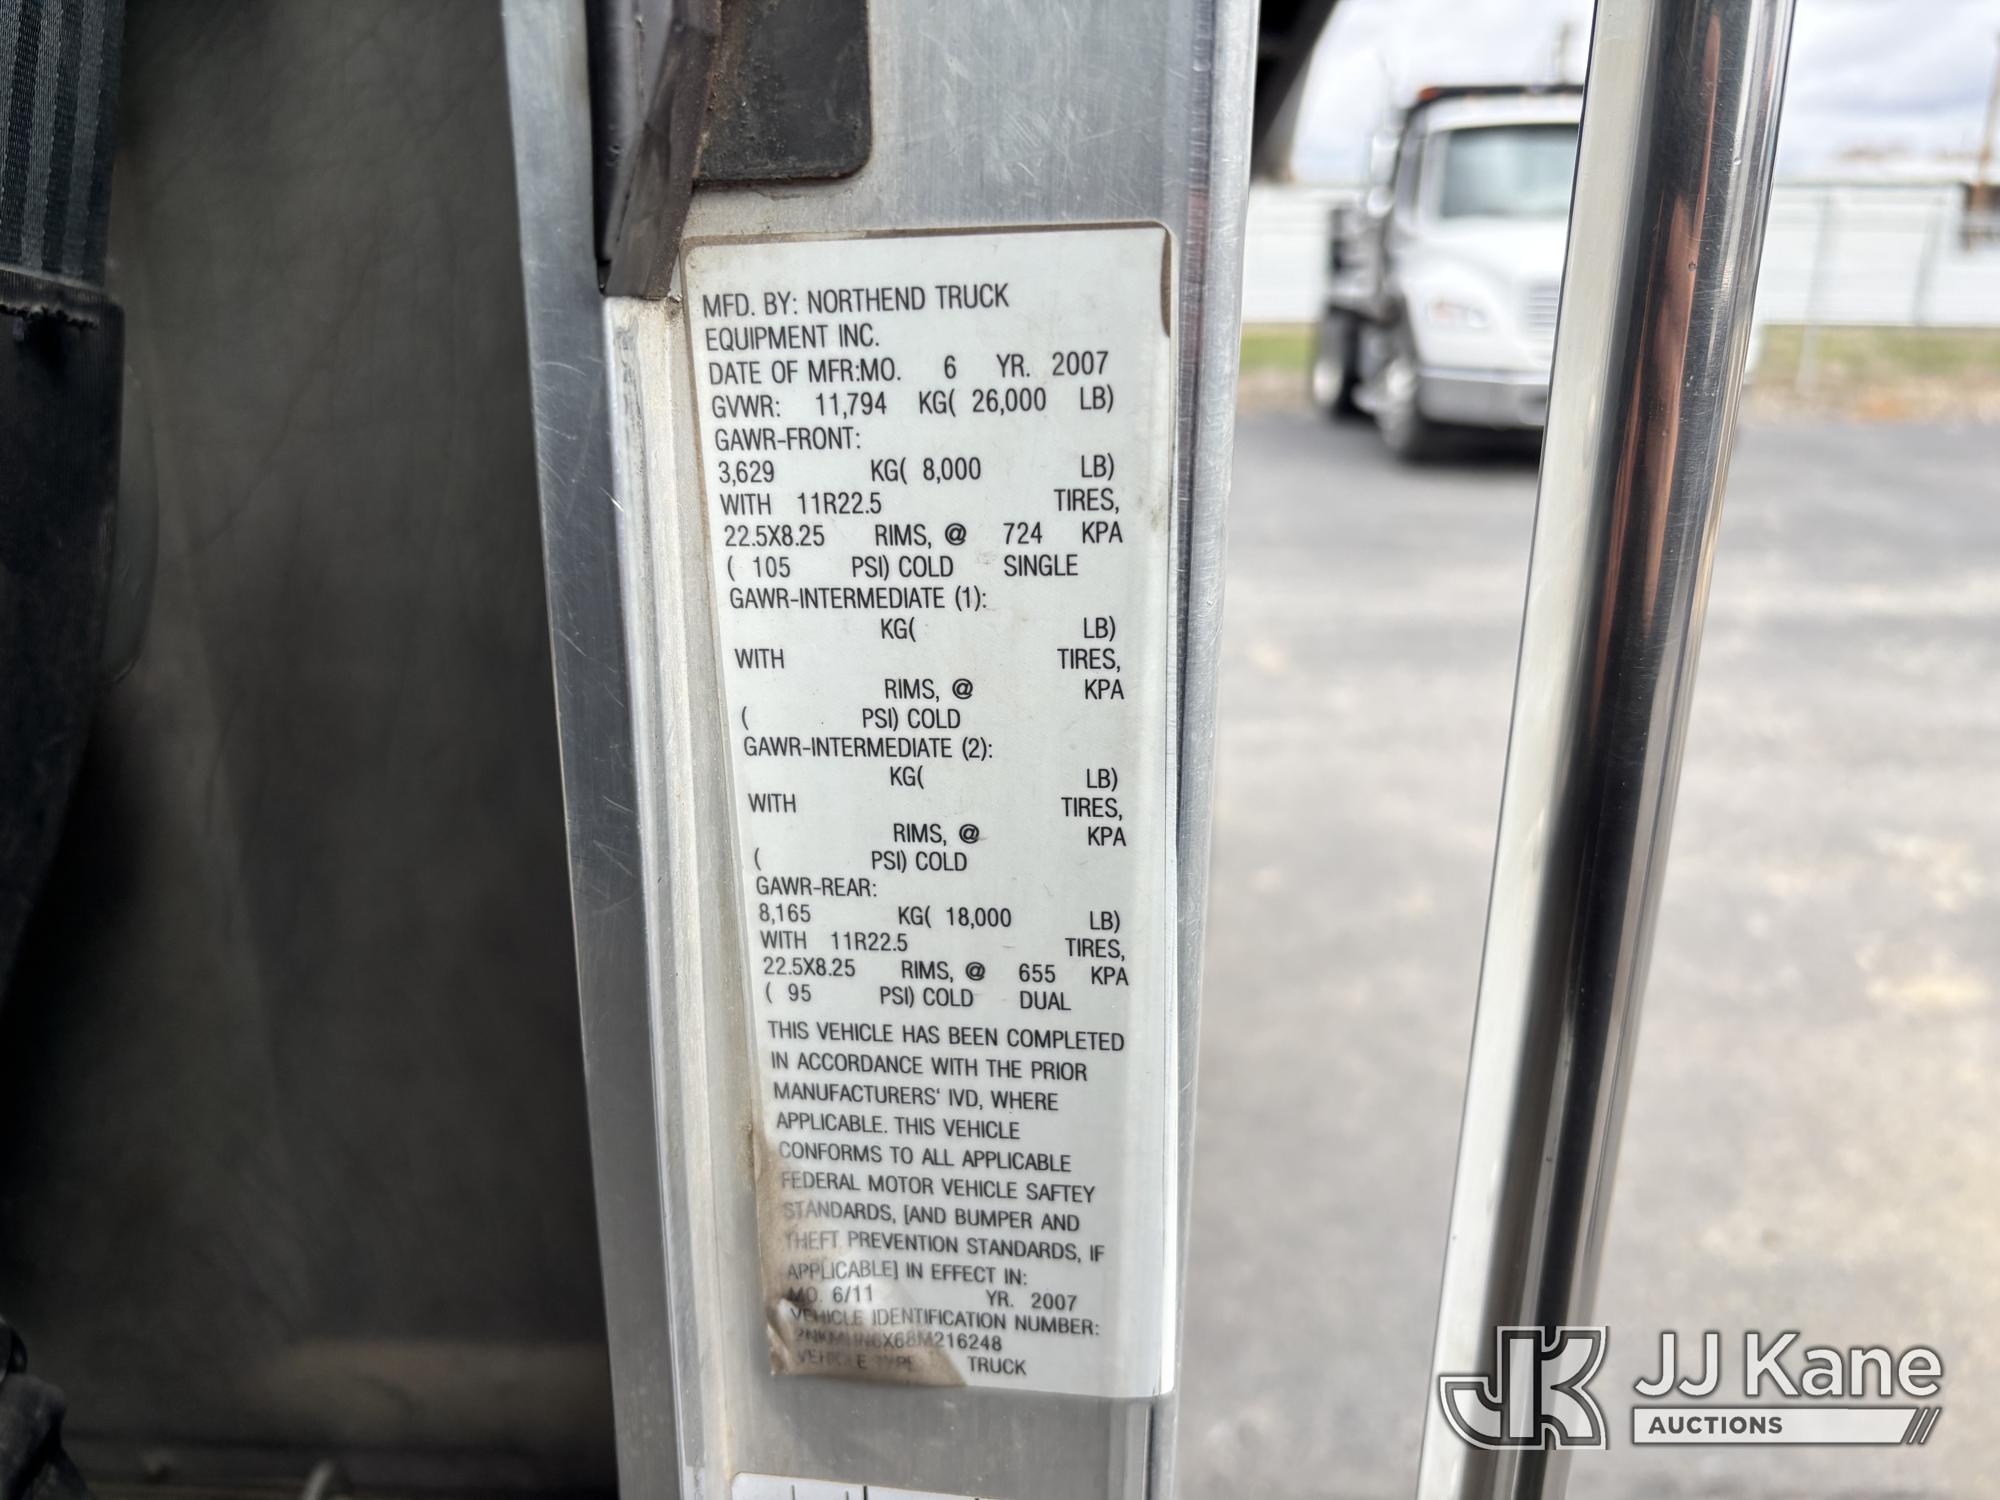 MFD. BY: NORTHEND TRUCK
EQUIPMENT INC.
DATE OF MFR:MO. 6 YR. 2007
GVWR: 11,794 KG( 26,000 LB)
GAWR-FRONT:
3,629 KG( 8,000 LB)
WITH 11R22.5 TIRES,
22.5X8.25 RIMS, @ 724 KPA
( 105 PSI) COLD SINGLE
GAWR-INTERMEDIATE (1):
KG( LB)
WITH TIRES,
RIMS, @ KPA
( PSI) COLD
GAWR-INTERMEDIATE (2):
KG( LB)
WITH TIRES,
RIMS, @ KPA
( PSI) COLD
GAWR-REAR:
8,165 KG( 18,000 LB)
WITH 11R22.5 TIRES,
22.5X8.25 RIMS, @ 655 KPA
( 95 PSI) COLD DUAL
THIS VEHICLE HAS BEEN COMPLETED
IN ACCORDANCE WITH THE PRIOR
MANUFACTURERS' IVD, WHERE
APPLICABLE. THIS VEHICLE
CONFORMS TO ALL APPLICABLE
FEDERAL MOTOR VEHICLE SAFTEY
STANDARDS, [AND BUMPER AND
THEFT PREVENTION STANDARDS, IF
APPLICABLE] IN EFFECT IN:
MO. 6/11 YR. 2007
VEHICLE IDENTIFICATION NUMBER:
VEHICLE TYPE TRUCK
JK JJ Kane
AUCTIONS